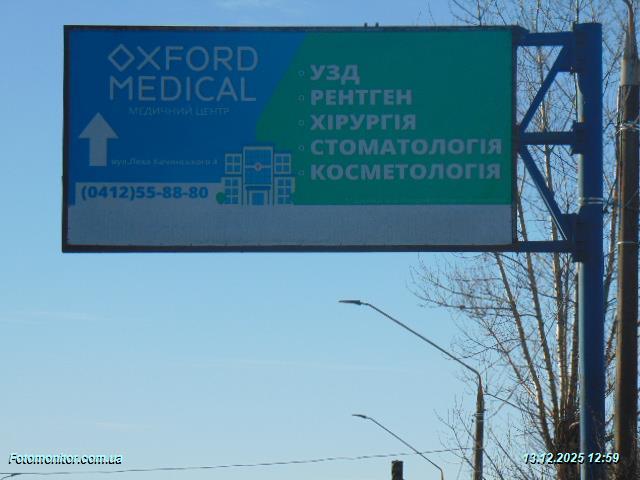 OXFORD
MEDICAL
МЕДИЧНИЙ ЦЕНТР
вул.Леха Качинського 4
(0412)55-88-80
УЗД
РЕНТГЕН
ХІРУРГІЯ
СТОМАТОЛОГІЯ
КОСМЕТОЛОГІЯ
Fotomonitor.com.ua
13.12.2025 12:59